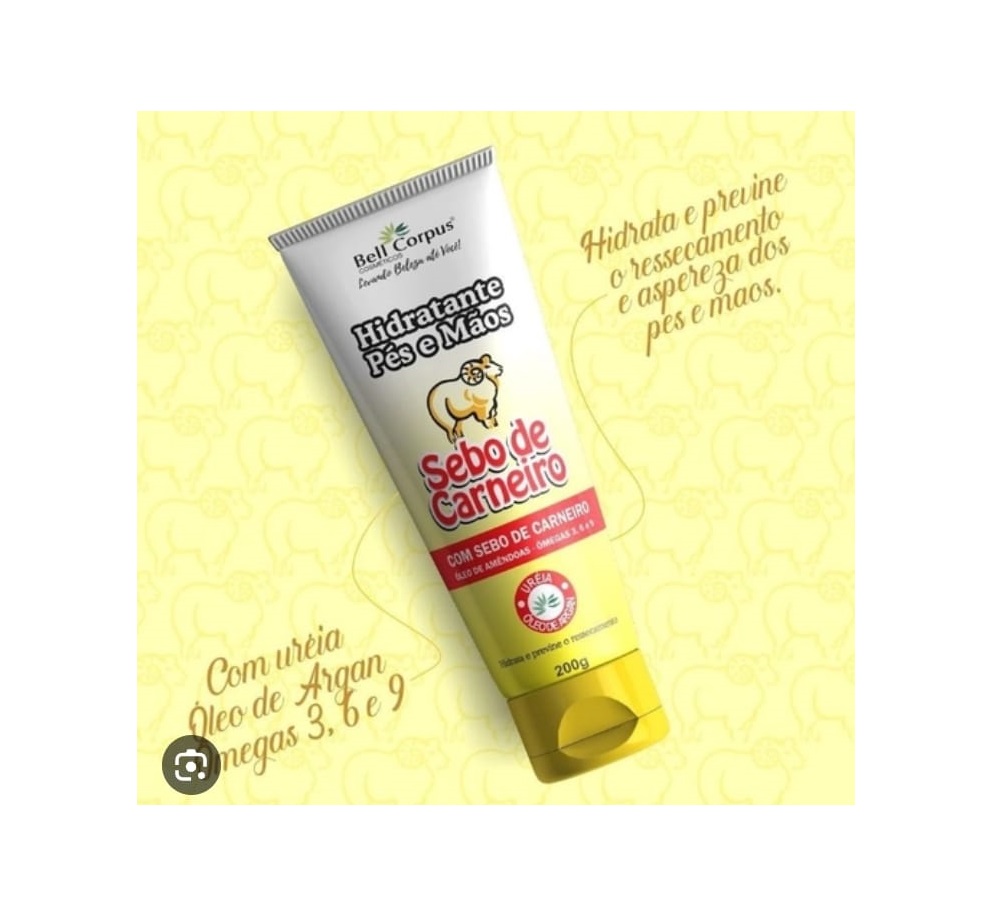 Bell Corpus
COSMÉTICOS
Levando Beleza até Você!
Hidratante
Pés e Mãos
Sebo de
Carneiro
COM SEBO DE CARNEIRO
ÓLEO DE AMÊNDOAS - ÔMEGAS 3, 6 e 9
URÉIA
ÓLEO DE ARGAN
Hidrata e previne o ressecamento
200g
Hidrata e previne
o ressecamento
e aspereza dos
pes e maos.
Com uréia
Óleo de Argan
Ômegas 3, 6 e 9